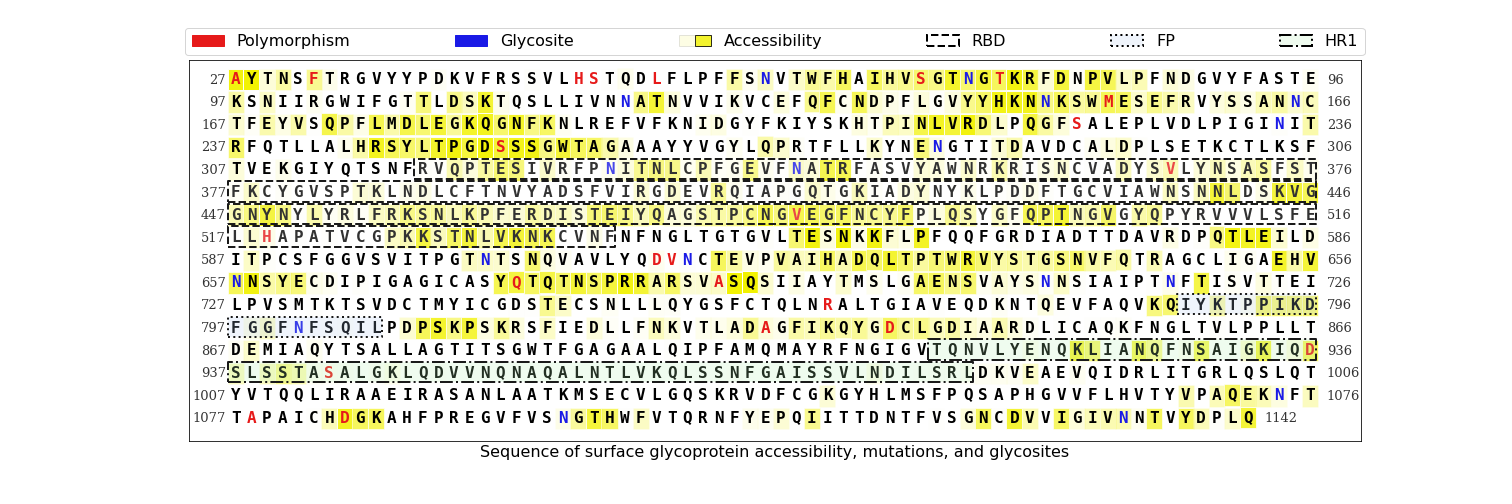 Polymorphism Glycosite Accessibility RBD FP HR1
27 AYTNSFTRGVYYPDKVFRSSVLHSTQDLFLPFFSNVTWFHAIHVSGTNGTKRFDNPVLPFNDGVYFASTE 96
97 KSNIIRGWIFGTTLDSKTQSLLIVNNATNVVIKVCEFQFCNDPFLGVYYHKNNKSWMESEFRVYSSANNC 166
167 TFEYVSQPFLMDLEGKQGNFKNLREFVFKNIDGYFKIYSKHTPINLVRDLPQGFSALEPLVDLPIGINIT 236
237 RFQTLLALHRSYLTPGDSSSGWTAGAAAYYVGYLQPRTFLLKYNENGTITDAVDCALDPLSETKCTLKSF 306
307 TVEKGIYQTSNFRVQPTESIVRFPNITNLCPFGEVFNATRFASVYAWNRKRISNCVADYSVLYNSASFST 376
377 FKCYGVSPTKLNDLCFTNVYADSFVIRGDEVRQIAPGQTGKIADYNYKLPDDFTGCVIAWNSNNLDSKVG 446
447 GNYNYLYRLFRKSNLKPFERDISTEIYQAGSTPCNGVEGFNCYFPLQSYGFQPTNGVGYQPYRVVVLSFE 516
517 LLHAPATVCGPKKSTNLVKNKCVNFNFNGLTGTGVLTESNKKFLPFQQFGRDIADTTDAVRDPQTLEILD 586
587 ITPCSFGGVSVITPGTNTSNQVAVLYQDVNCTEVPVAIHADQLTPTWRVYSTGSNVFQTRAGCLIGAEHV 656
657 NNSYECDIPIGAGICASYQTQTNSPRRARSVASQSIIAYTMSLGAENSVAYSNNSIAIPTNFTISVTTEI 726
727 LPVSMTKTSVDCTMYICGDSTECSNLLLQYGSFCTQLNRALTGIAVEQDKNTQEVFAQVKQIYKTPPIKD 796
797 FGGFNFSQILPDPSKPSKRSFIEDLLFNKVTLADAGFIKQYGDCLGDIAARDLICAQKFNGLTVLPPLLT 866
867 DEMIAQYTSALLAGTITSGWTFGAGAALQIPFAMQMAYRFNGIGVTQNVLYENQKLIANQFNSAIGKIQD 936
937 SLSSTASALGKLQDVVNQNAQALNTLVKQLSSNFGAISSVLNDILSRLDKVEAEVQIDRLITGRLQSLQT 1006
1007 YVTQQLIRAAEIRASANLAATKMSECVLGQSKRVDFCGKGYHLMSFPQSAPHGVVFLHVTYVPAQEKNFT 1076
1077 TAPAICHDGKAHFPREGVFVSNGTHWFVTQRNFYEPQIITTDNTFVSGNCDVVIGIVNNTVYDPLQ 1142
Sequence of surface glycoprotein accessibility, mutations, and glycosites